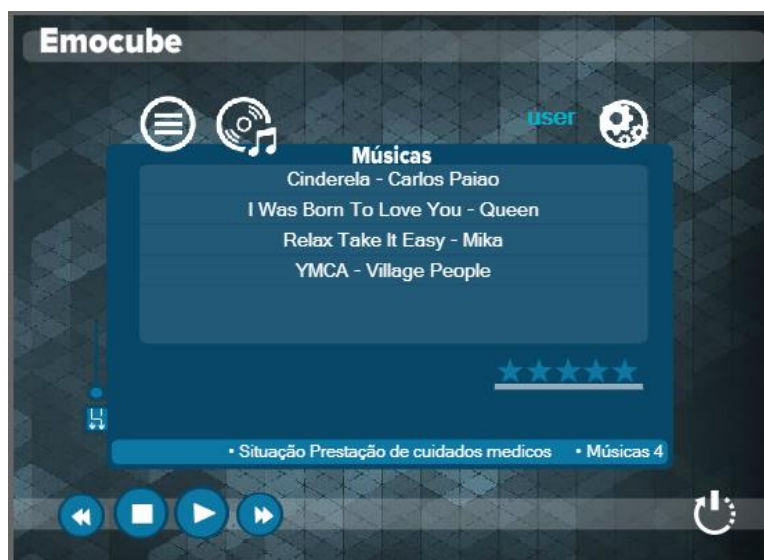 Emocube
user
Músicas
Cinderela - Carlos Paiao
I Was Born To Love You - Queen
Relax Take It Easy - Mika
YMCA - Village People
• Situação Prestação de cuidados medicos • Músicas 4